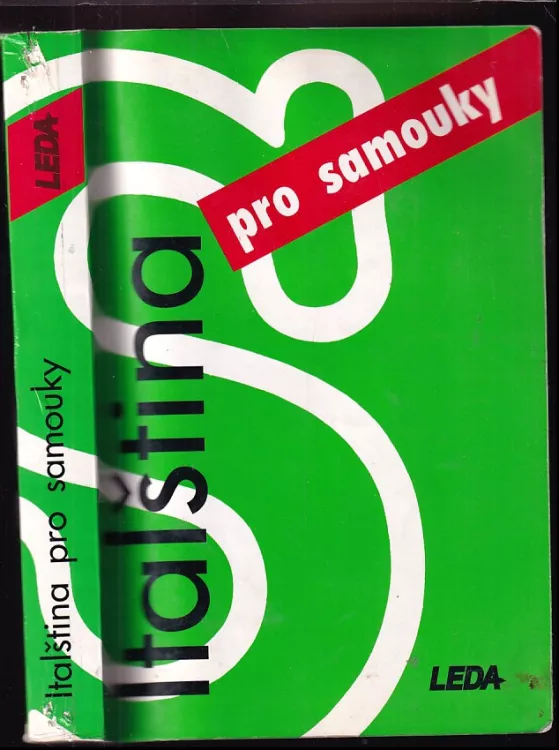 LEDA
Italština pro samouky
Italština
pro samouky
LEDA